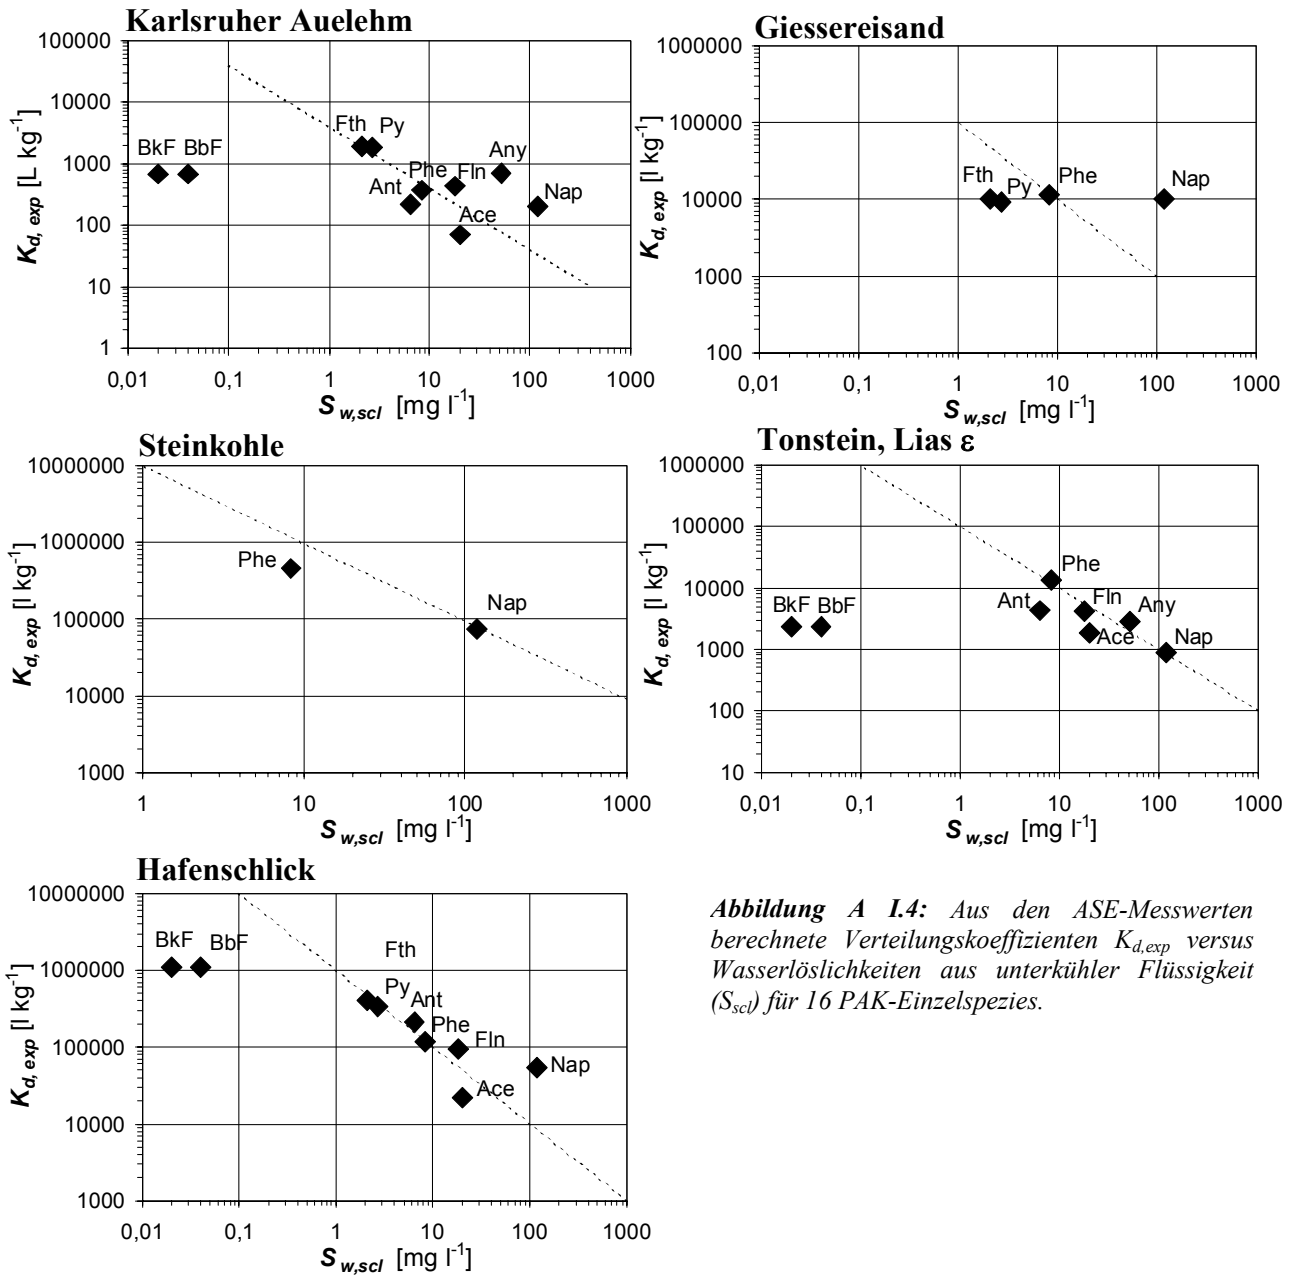 Karlsruher Auelehm
100000
10000
1000
100
10
1
K d, exp [L kg-1]
BkF BbF Fth Py Ant Phe Fln Any Nap Ace
0,01 0,1 1 10 100 1000
S w,scl [mg l-1]
Giessereisand
1000000
100000
10000
1000
100
K d, exp [l kg-1]
Fth Py Phe Nap
0,01 0,1 1 10 100 1000
S w,scl [mg l-1]
Steinkohle
10000000
1000000
100000
10000
1000
K d, exp [l kg-1]
Phe
Nap
1 10 100 1000
S w,scl [mg l-1]
Tonstein, Lias ε
1000000
100000
10000
1000
100
10
K d, exp [l kg-1]
BkF BbF Ant Phe Fln Any Ace Nap
0,01 0,1 1 10 100 1000
S w,scl [mg l-1]
Hafenschlick
10000000
1000000
100000
10000
1000
K d, exp [l kg-1]
BkF BbF Fth Py Ant Phe Fln Ace Nap
0,01 0,1 1 10 100 1000
S w,scl [mg l-1]
Abbildung A I.4: Aus den ASE-Messwerten
berechnete Verteilungskoeffizienten Kd,exp versus
Wasserlöslichkeiten aus unterkühler Flüssigkeit
(Sscl) für 16 PAK-Einzelspezies.